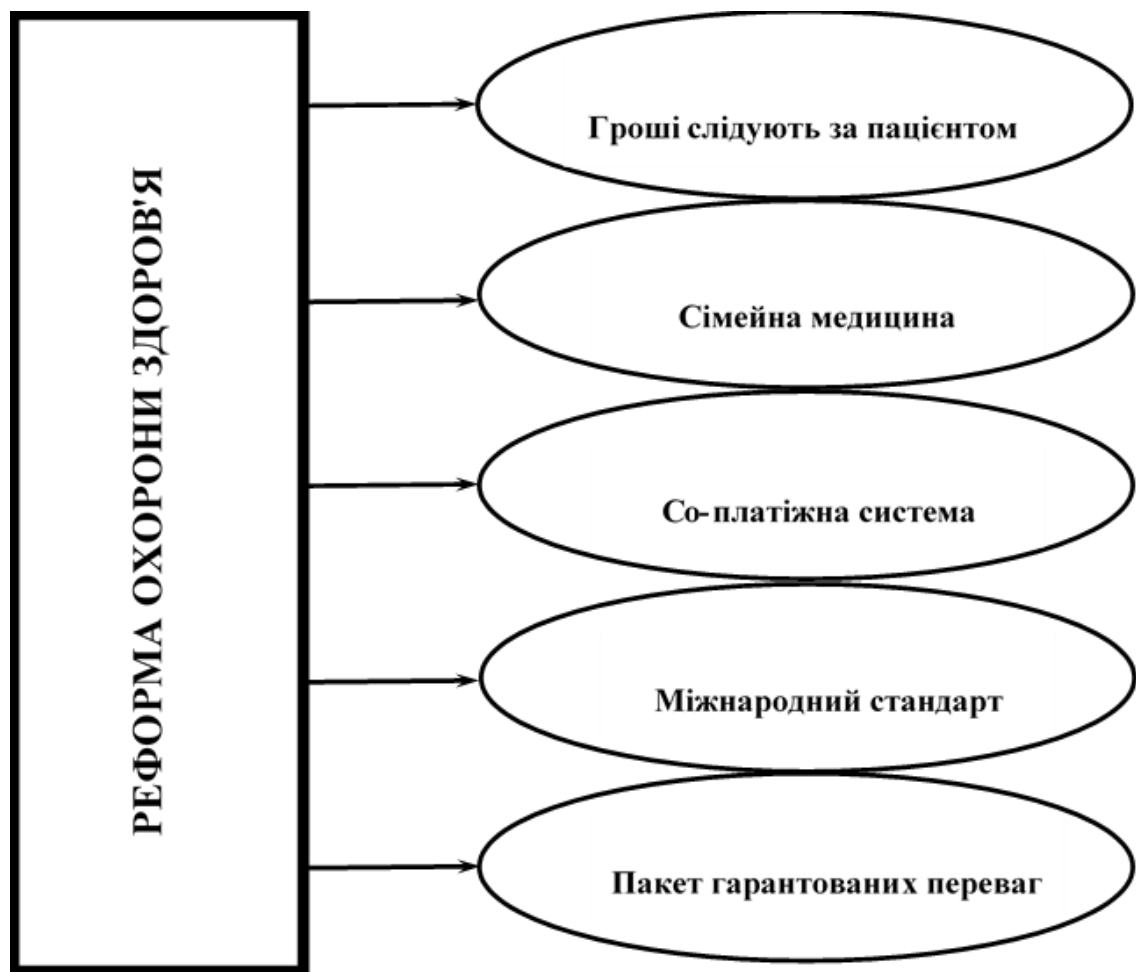 РЕФОРМА ОХОРОНИ ЗДОРОВ'Я
Гроші слідують за пацієнтом
Сімейна медицина
Со-платіжна система
Міжнародний стандарт
Пакет гарантованих переваг